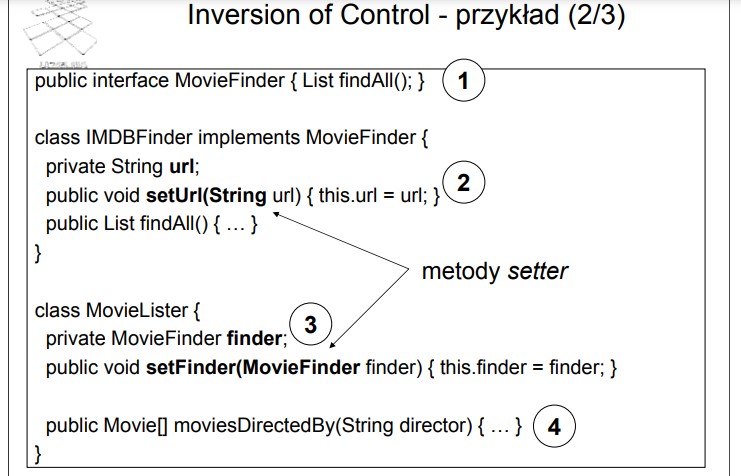 Inversion of Control - przykład (2/3)
public interface MovieFinder { List findAll(); } 1
class IMDBFinder implements MovieFinder {
private String url;
public void setUrl(String url) { this.url = url; } 2
public List findAll() { … }
}
metody setter
class MovieLister {
private MovieFinder finder; 3
public void setFinder(MovieFinder finder) { this.finder = finder; }
public Movie[] moviesDirectedBy(String director) { … } 4
}